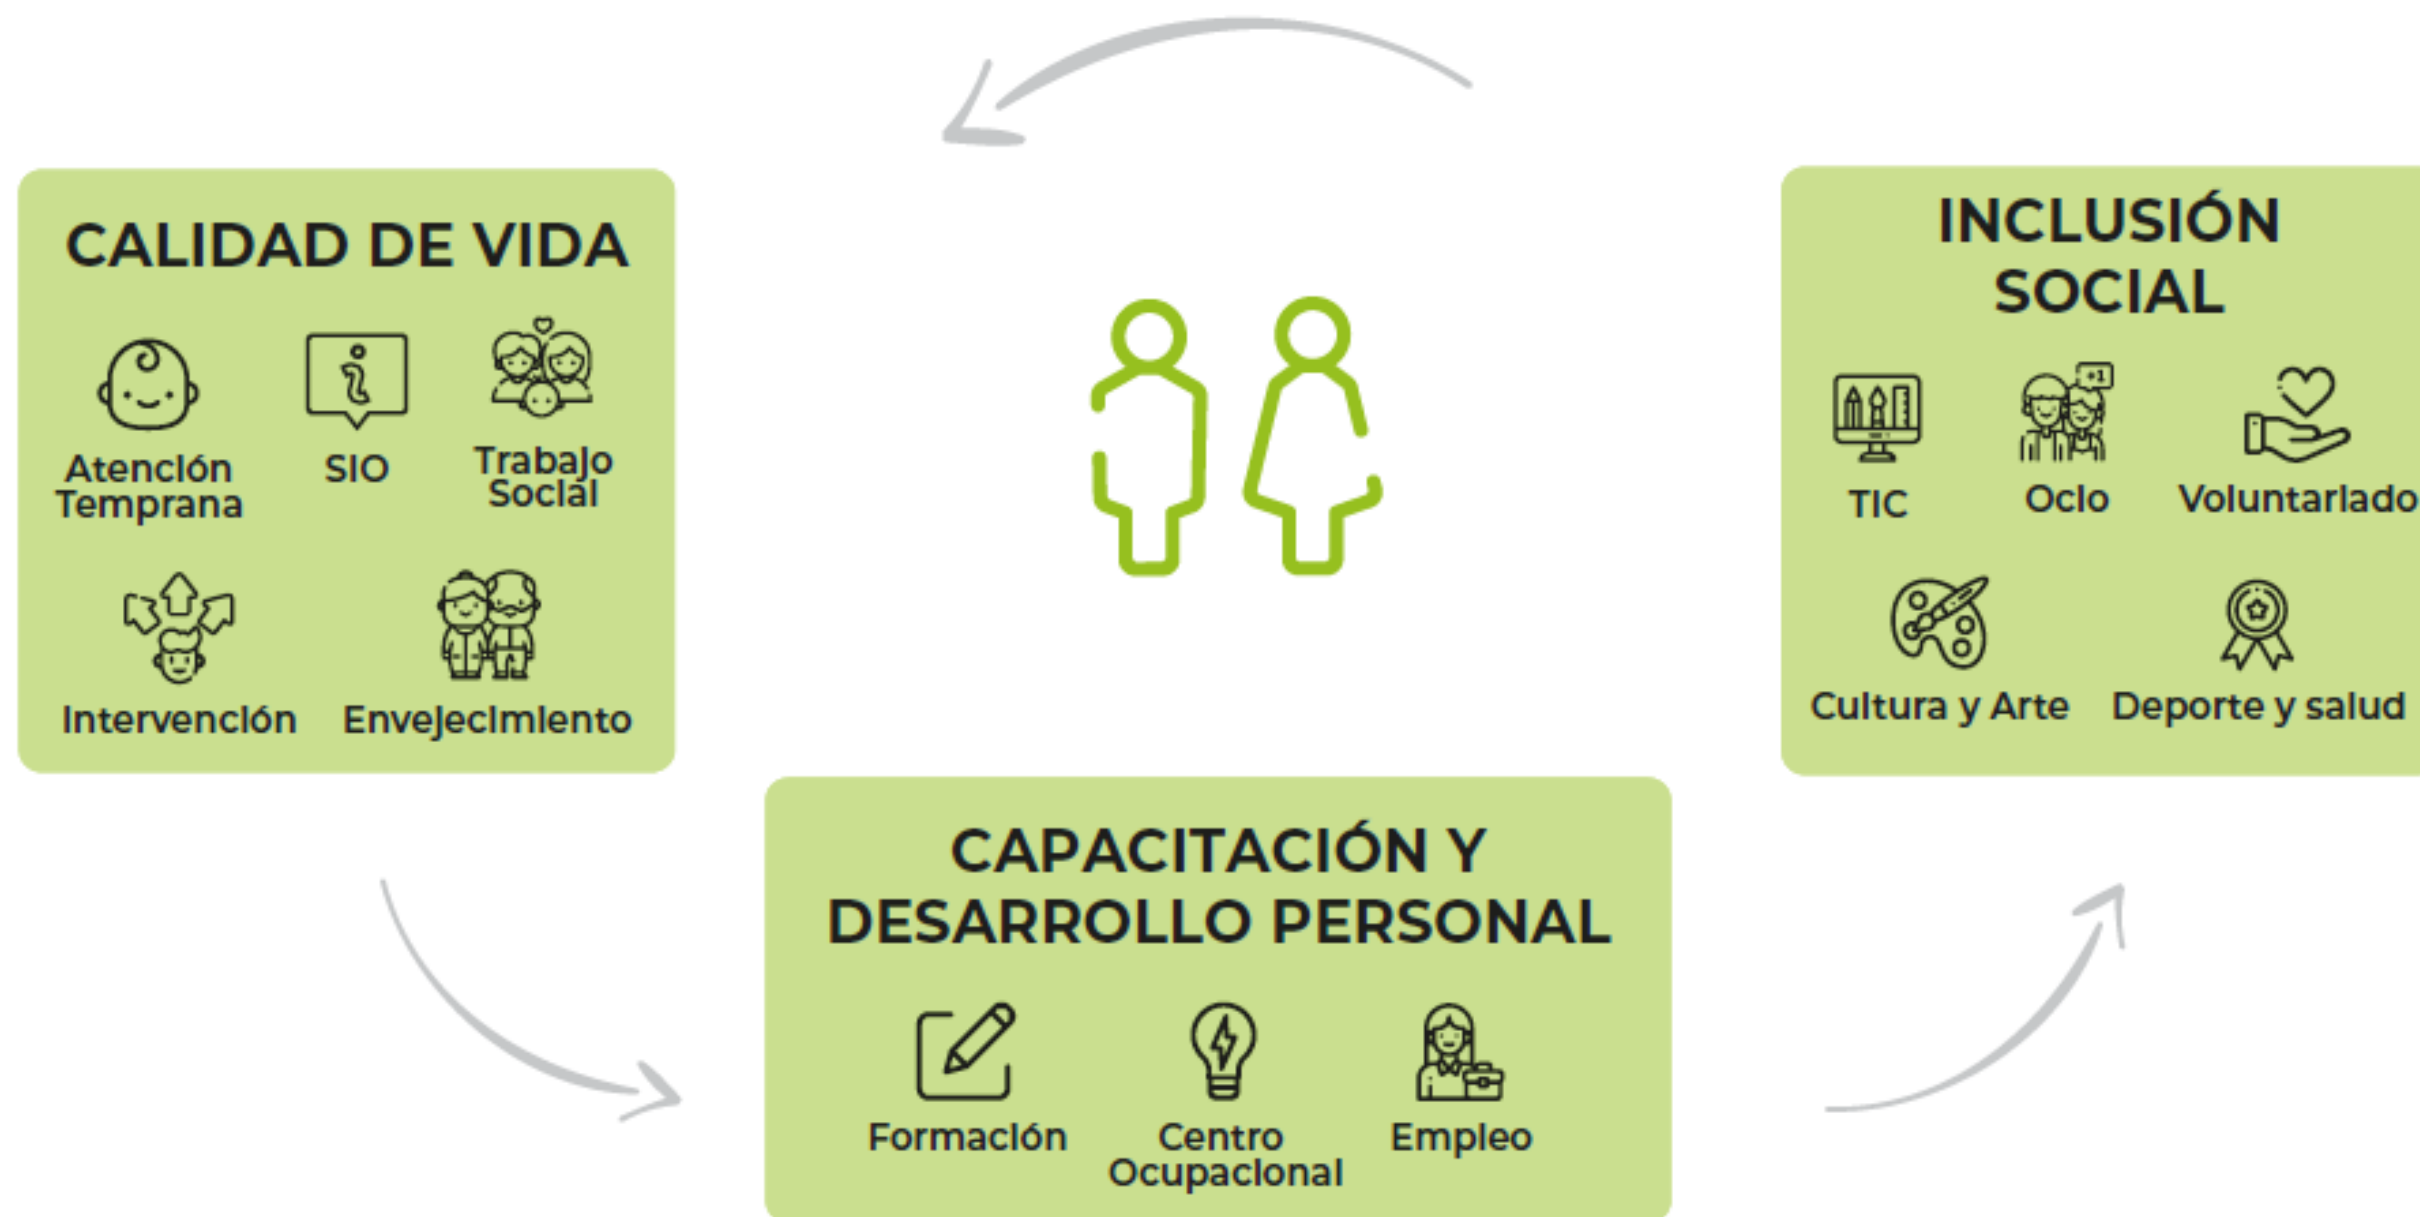 CALIDAD DE VIDA
Atención
Temprana
SIO
Trabajo
Social
Intervención
Envejecimiento
INCLUSIÓN
SOCIAL
+1
TIC
Ocio
Voluntariado
Cultura y Arte
Deporte y salud
CAPACITACIÓN Y
DESARROLLO PERSONAL
Formación
Centro
Ocupacional
Empleo